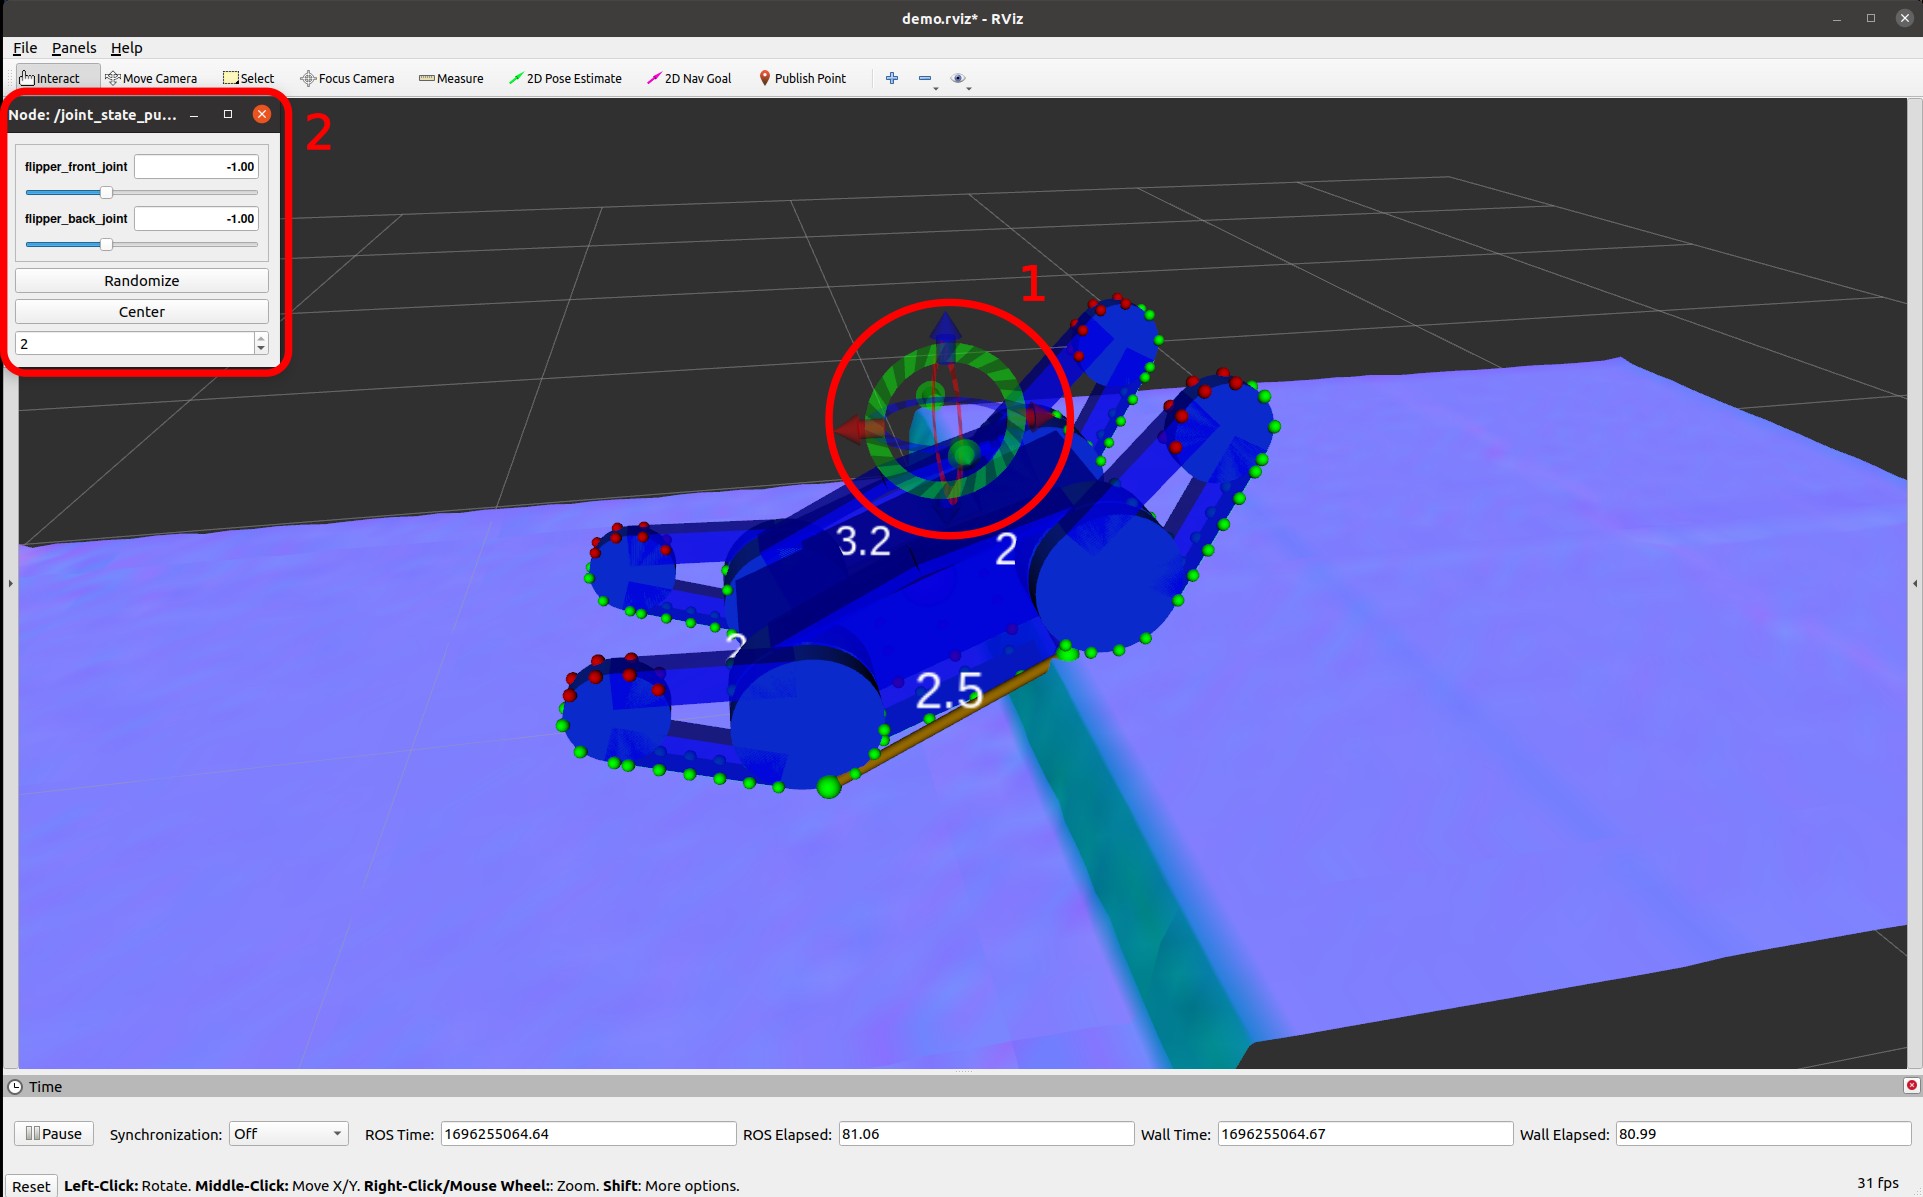 demo.rviz* - RViz
File Panels Help
Interact Move Camera Select Focus Camera Measure 2D Pose Estimate 2D Nav Goal Publish Point
Node: /joint_state_pu...
2
flipper_front_joint -1.00
flipper_back_joint -1.00
Randomize
Center
2
1
3.2
2
2
2.5
Time
Pause Synchronization: Off ROS Time: 1696255064.64 ROS Elapsed: 81.06 Wall Time: 1696255064.67 Wall Elapsed: 80.99
Reset Left-Click: Rotate. Middle-Click: Move X/Y. Right-Click/Mouse Wheel:: Zoom. Shift: More options. 31 fps